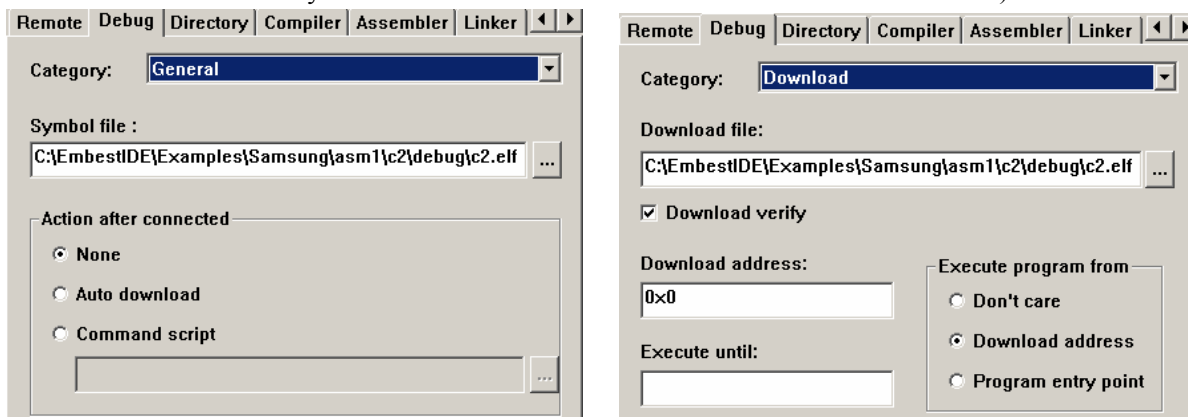 Remote Debug Directory Compiler Assembler Linker
Category: General
Symbol file :
C:\EmbestIDE\Examples\Samsung\asm1\c2\debug\c2.elf ...
Action after connected
None
Auto download
Command script
...
Remote Debug Directory Compiler Assembler Linker
Category: Download
Download file:
C:\EmbestIDE\Examples\Samsung\asm1\c2\debug\c2.elf ...
Download verify
Download address:
0x0
Execute until:
Execute program from
Don't care
Download address
Program entry point